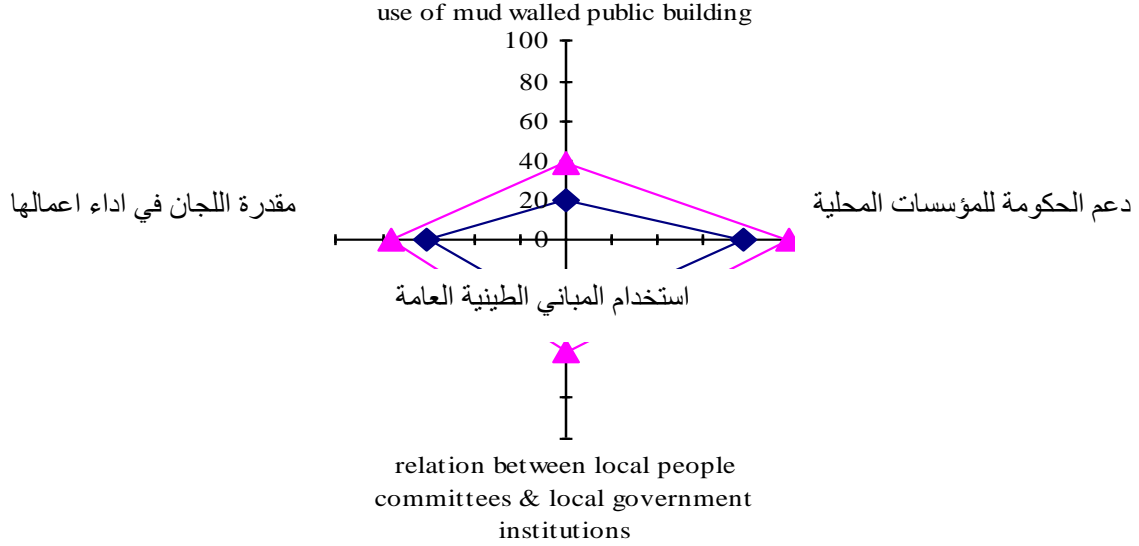 use of mud walled public building
100
80
60
40
20
0
مقدرة اللجان في اداء اعمالها
دعم الحكومة للمؤسسات المحلية
استخدام المباني الطينية العامة
relation between local people
committees & local government
institutions